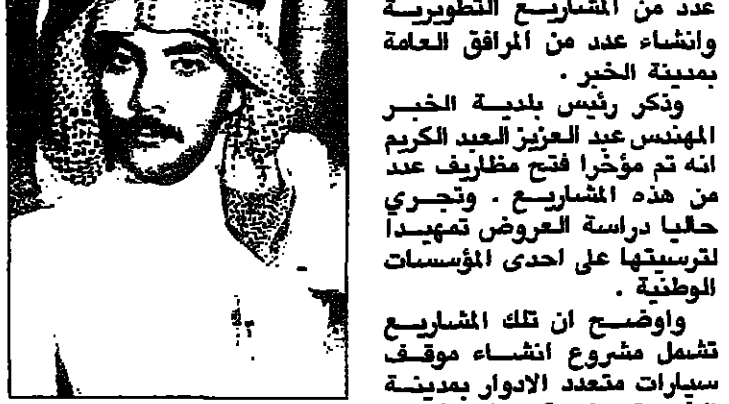 عدد من المشاريع التطويرية
وانشاء عدد من المرافق العامة
بمدينة الخبر .
وذكر رئيس بلدية الخبر
المهندس عبد العزيز العبد الكريم
انه تم مؤخرا فتح مظاريف عدد
من هذه المشاريع . وتجري
حاليا دراسة العروض تمهيدا
لترسيتها على احدى المؤسسات
الوطنية .
واوضح ان تلك المشاريع
تشمل مشروع انشاء موقف
سيارات متعدد الادوار بمدينة